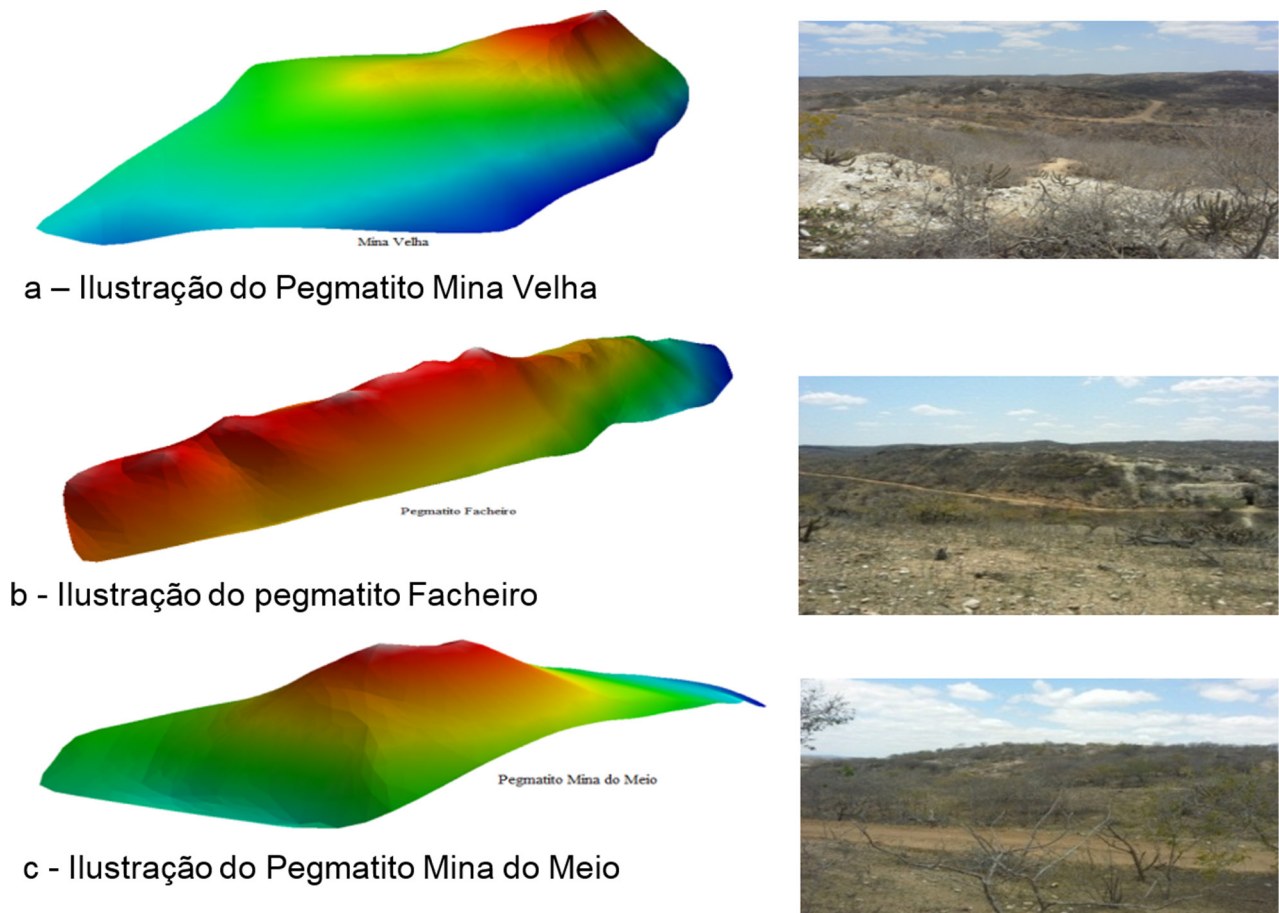 Mina Velha
a – Ilustração do Pegmatito Mina Velha
Pegmatito Facheiro
b - Ilustração do pegmatito Facheiro
Pegmatito Mina do Meio
c - Ilustração do Pegmatito Mina do Meio